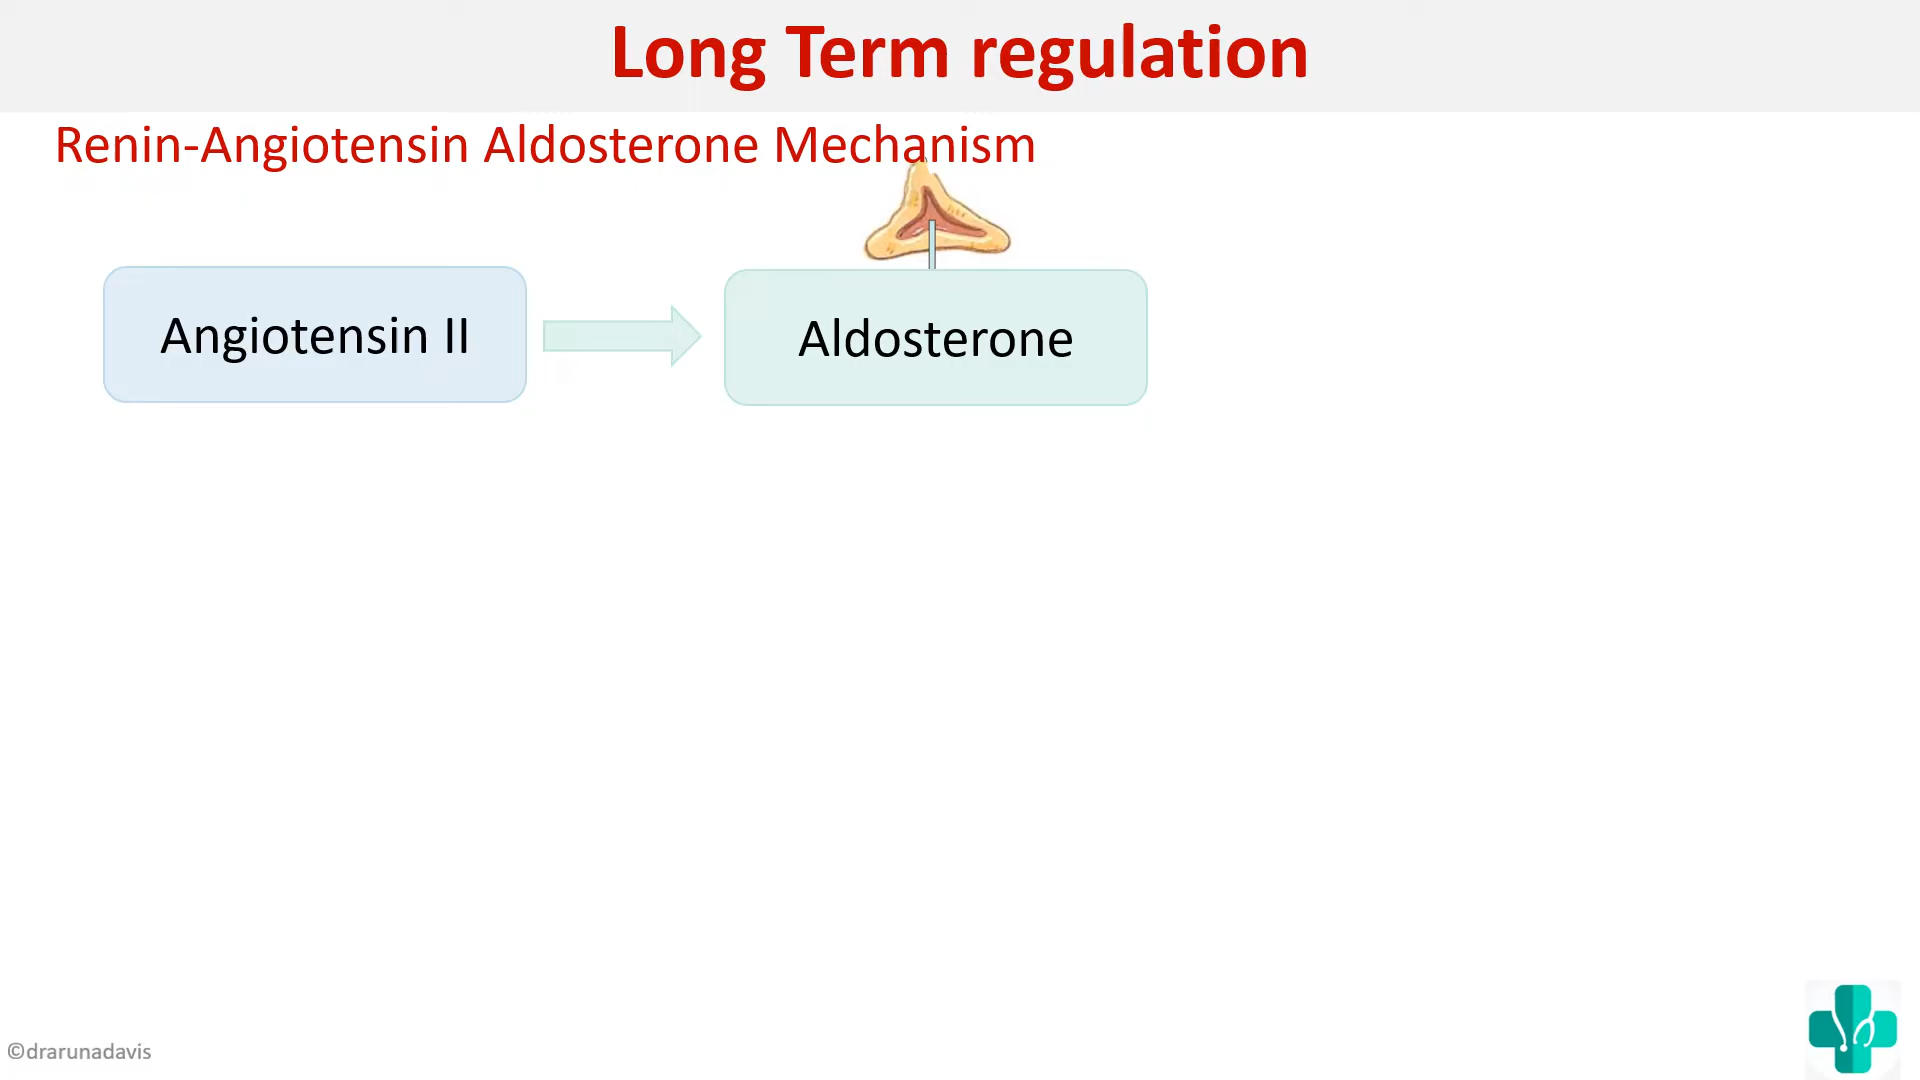 Long Term regulation
Renin-Angiotensin Aldosterone Mechanism
Angiotensin II
Aldosterone
©drarunadavis